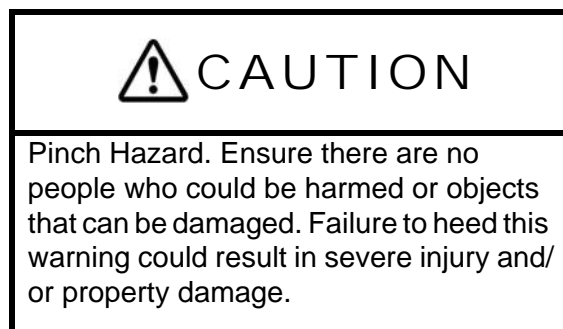 CAUTION
Pinch Hazard. Ensure there are no
people who could be harmed or objects
that can be damaged. Failure to heed this
warning could result in severe injury and/
or property damage.